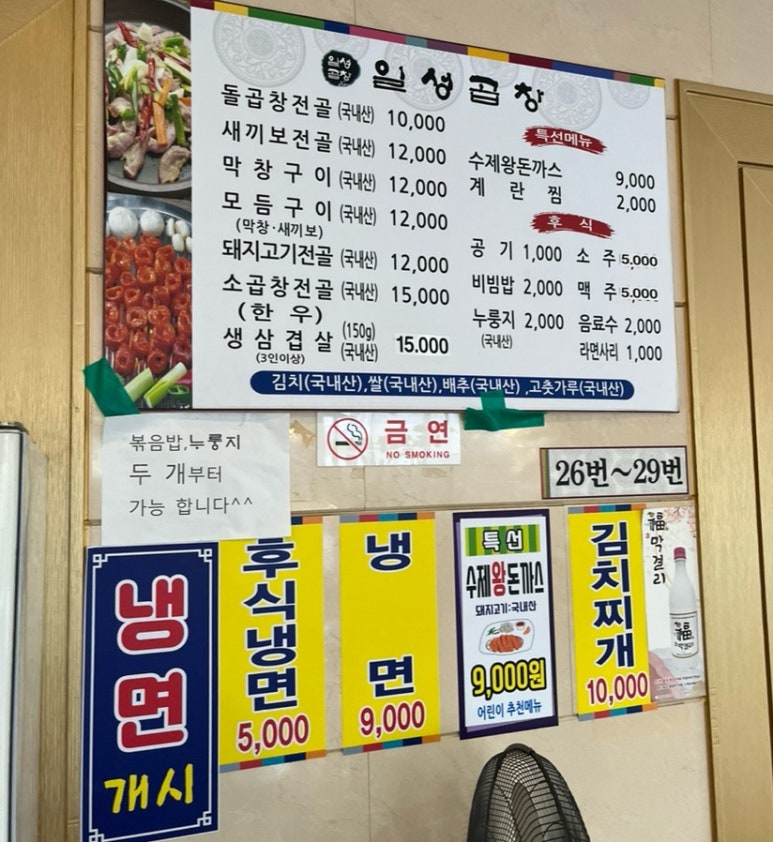 일성곱창 일성곱창
돌곱창전골 (국내산) 10,000
새끼보전골 (국내산) 12,000
막창구이 (국내산) 12,000
모듬구이 (국내산) 12,000
(막창·새끼보)
돼지고기전골 (국내산) 12,000
소곱창전골 (국내산) 15,000
(한우)
생삼겹살 (150g) (국내산) 15.000
(3인이상)
특선메뉴
수제왕돈까스 9,000
계란찜 2,000
후식
공기 1,000 소주 5,000
비빔밥 2,000 맥주 5,000
누룽지 2,000 음료수 2,000
(국내산) 라면사리 1,000
김치(국내산),쌀(국내산),배추(국내산),고춧가루(국내산)
볶음밥,누룽지
두 개부터
가능 합니다^^
금연
NO SMOKING
26번~29번
냉면
개시
후식냉면
5,000
냉면
9,000
특선
수제왕돈까스
돼지고기:국내산
9,000원
어린이 추천메뉴
김치찌개
10,000
福막걸리
福